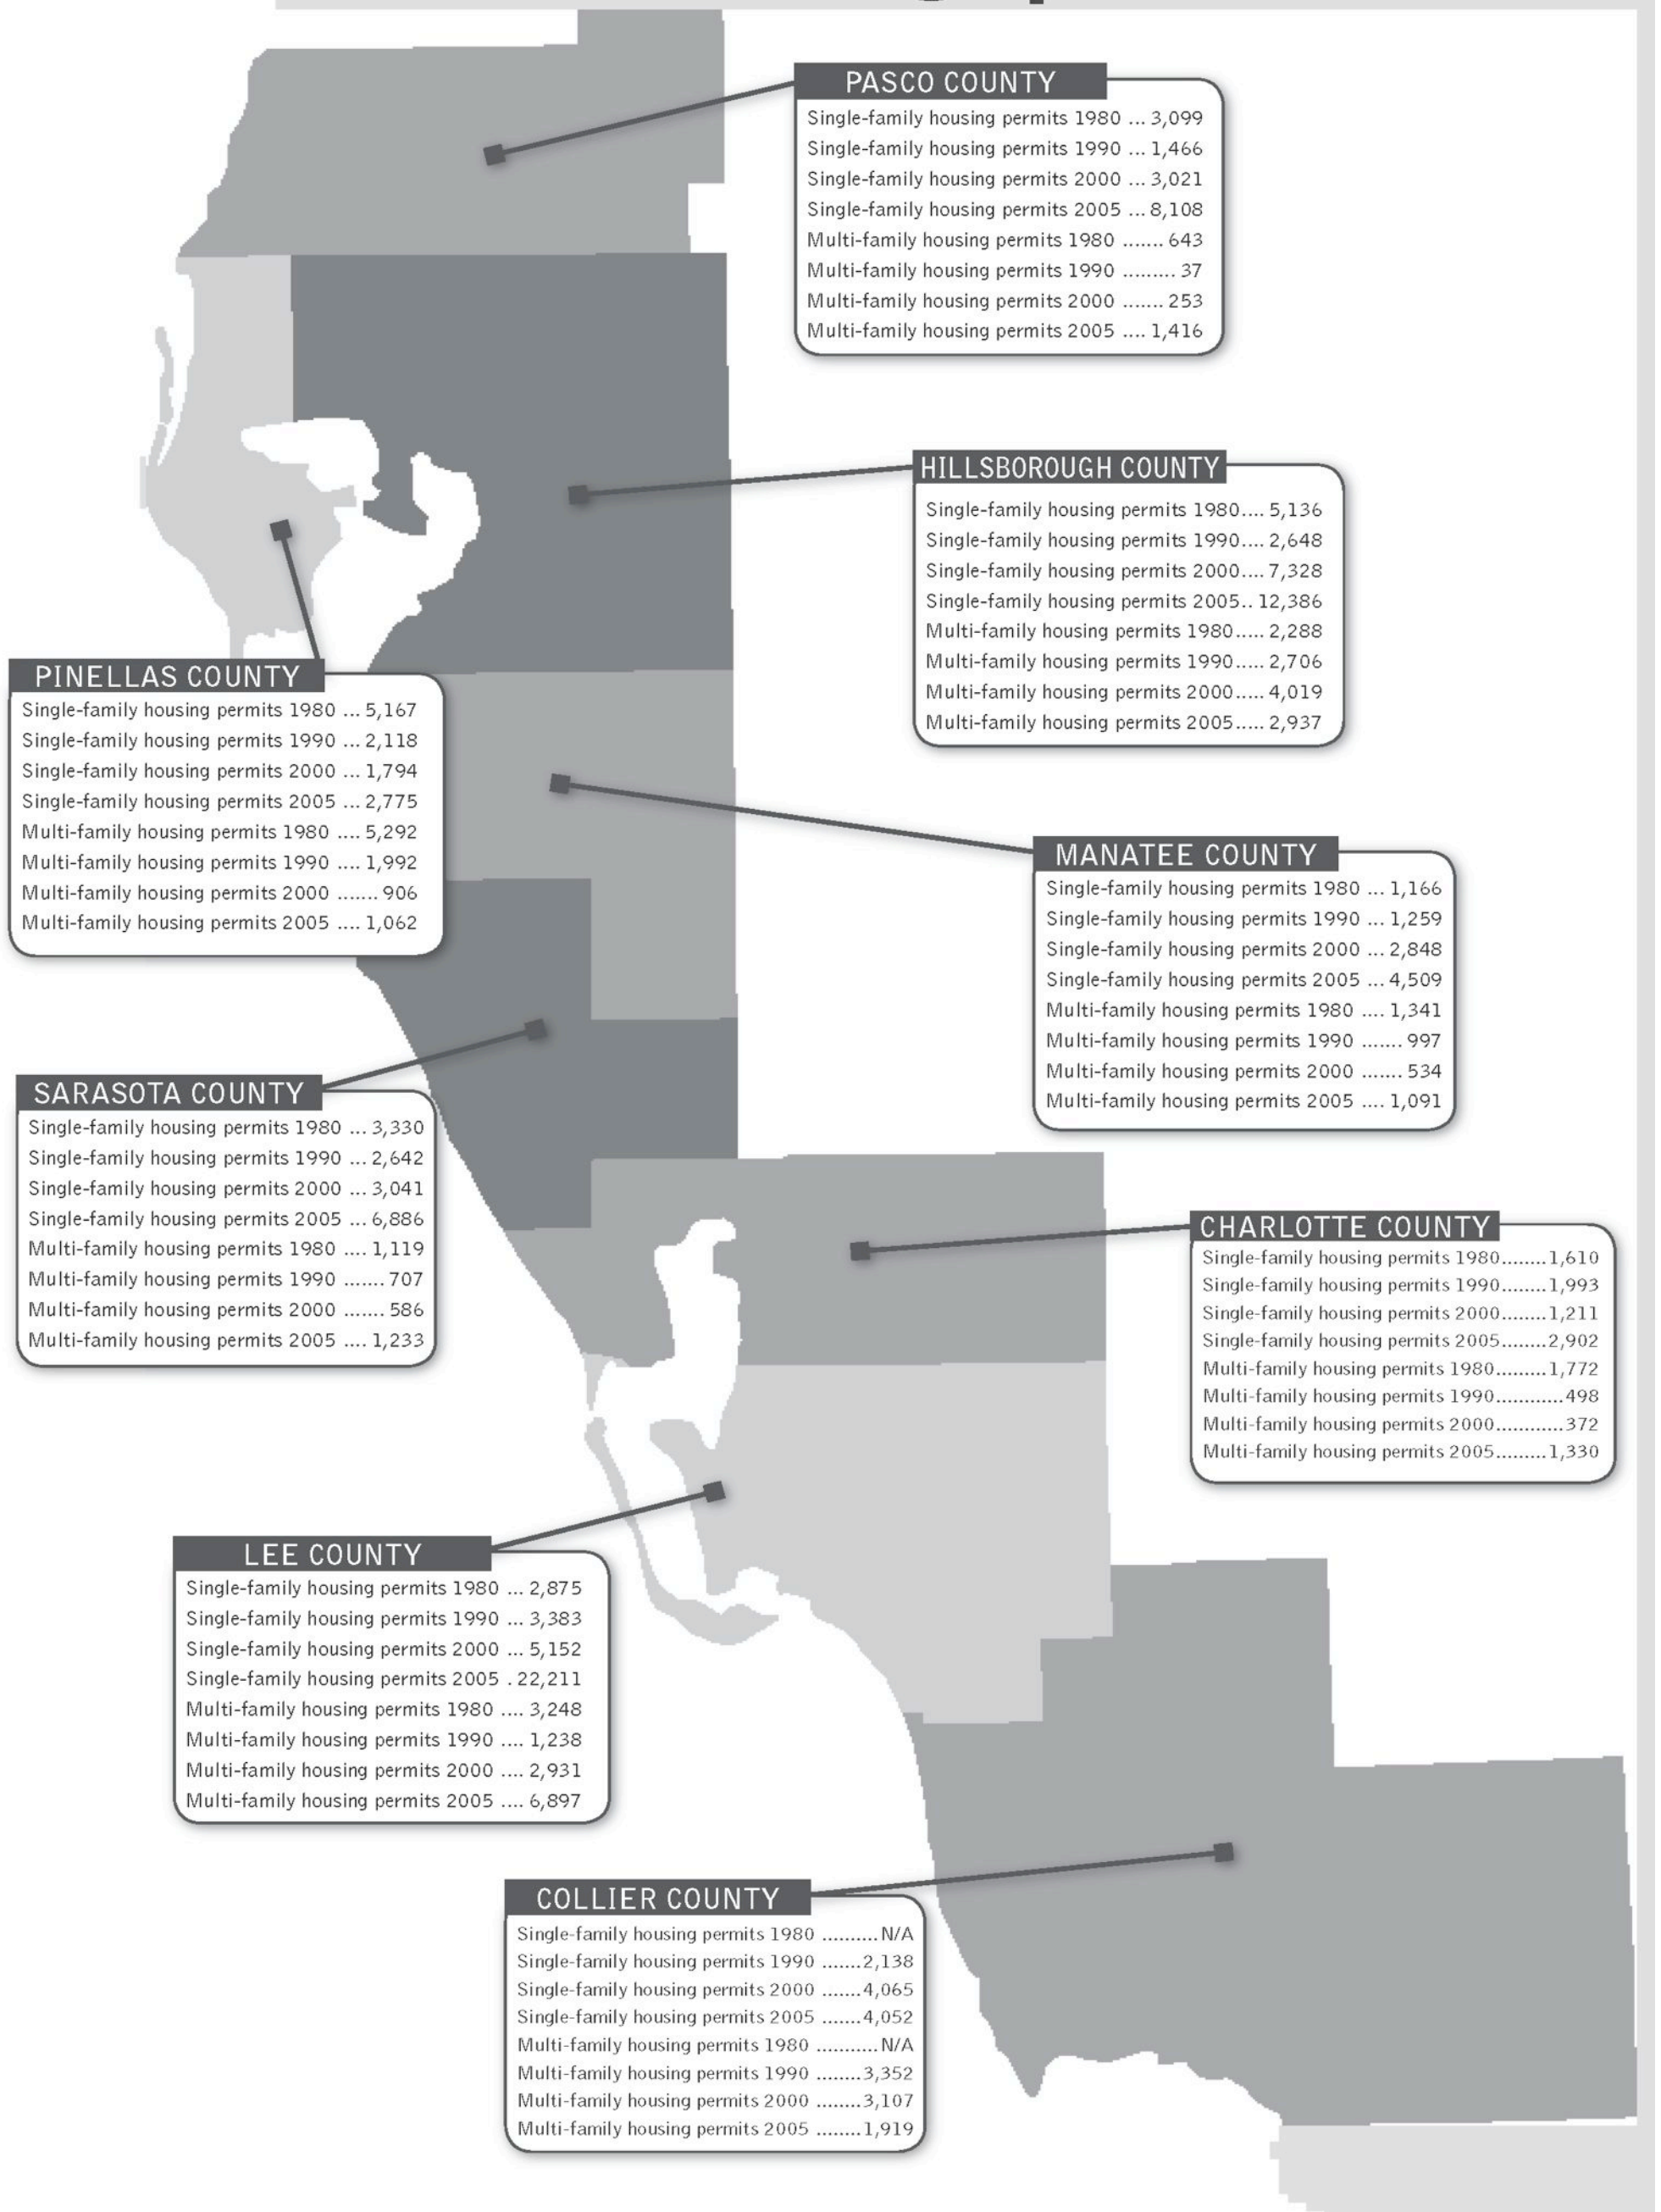 PASCO COUNTY
Single-family housing permits 1980 ... 3,099
Single-family housing permits 1990 ... 1,466
Single-family housing permits 2000 ... 3,021
Single-family housing permits 2005 ... 8,108
Multi-family housing permits 1980 ....... 643
Multi-family housing permits 1990 ......... 37
Multi-family housing permits 2000 ....... 253
Multi-family housing permits 2005 .... 1,416
HILLSBOROUGH COUNTY
Single-family housing permits 1980.... 5,136
Single-family housing permits 1990.... 2,648
Single-family housing permits 2000.... 7,328
Single-family housing permits 2005.. 12,386
Multi-family housing permits 1980..... 2,288
Multi-family housing permits 1990..... 2,706
Multi-family housing permits 2000..... 4,019
Multi-family housing permits 2005..... 2,937
PINELLAS COUNTY
Single-family housing permits 1980 ... 5,167
Single-family housing permits 1990 ... 2,118
Single-family housing permits 2000 ... 1,794
Single-family housing permits 2005 ... 2,775
Multi-family housing permits 1980 .... 5,292
Multi-family housing permits 1990 .... 1,992
Multi-family housing permits 2000 ....... 906
Multi-family housing permits 2005 .... 1,062
MANATEE COUNTY
Single-family housing permits 1980 ... 1,166
Single-family housing permits 1990 ... 1,259
Single-family housing permits 2000 ... 2,848
Single-family housing permits 2005 ... 4,509
Multi-family housing permits 1980 .... 1,341
Multi-family housing permits 1990 ....... 997
Multi-family housing permits 2000 ....... 534
Multi-family housing permits 2005 .... 1,091
SARASOTA COUNTY
Single-family housing permits 1980 ... 3,330
Single-family housing permits 1990 ... 2,642
Single-family housing permits 2000 ... 3,041
Single-family housing permits 2005 ... 6,886
Multi-family housing permits 1980 .... 1,119
Multi-family housing permits 1990 ....... 707
Multi-family housing permits 2000 ....... 586
Multi-family housing permits 2005 .... 1,233
CHARLOTTE COUNTY
Single-family housing permits 1980........1,610
Single-family housing permits 1990........1,993
Single-family housing permits 2000........1,211
Single-family housing permits 2005........2,902
Multi-family housing permits 1980.........1,772
Multi-family housing permits 1990............498
Multi-family housing permits 2000............372
Multi-family housing permits 2005.........1,330
LEE COUNTY
Single-family housing permits 1980 ... 2,875
Single-family housing permits 1990 ... 3,383
Single-family housing permits 2000 ... 5,152
Single-family housing permits 2005 . 22,211
Multi-family housing permits 1980 .... 3,248
Multi-family housing permits 1990 .... 1,238
Multi-family housing permits 2000 .... 2,931
Multi-family housing permits 2005 .... 6,897
COLLIER COUNTY
Single-family housing permits 1980 ..........N/A
Single-family housing permits 1990 .......2,138
Single-family housing permits 2000 .......4,065
Single-family housing permits 2005 .......4,052
Multi-family housing permits 1980 ...........N/A
Multi-family housing permits 1990 ........3,352
Multi-family housing permits 2000 ........3,107
Multi-family housing permits 2005 ........1,919